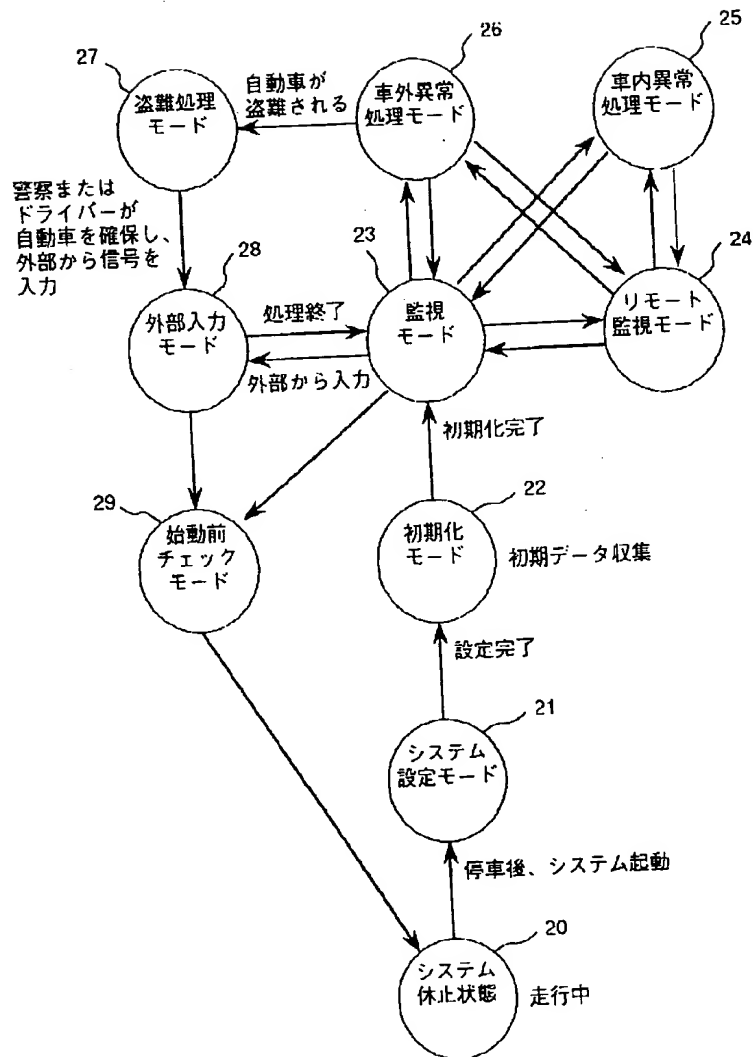 25
26
27
自動車が
盗難される
盗難処理
モード
車外異常
処理モード
車内異常
処理モード
警察または
ドライバーが
自動車を確保し、
外部から信号を
入力
28
23
24
外部入力
モード
処理終了
外部から入力
監視
モード
リモート
監視モード
初期化完了
29
22
始動前
チェック
モード
初期化
モード
初期データ収集
設定完了
21
システム
設定モード
停車後、システム起動
20
システム
休止状態
走行中